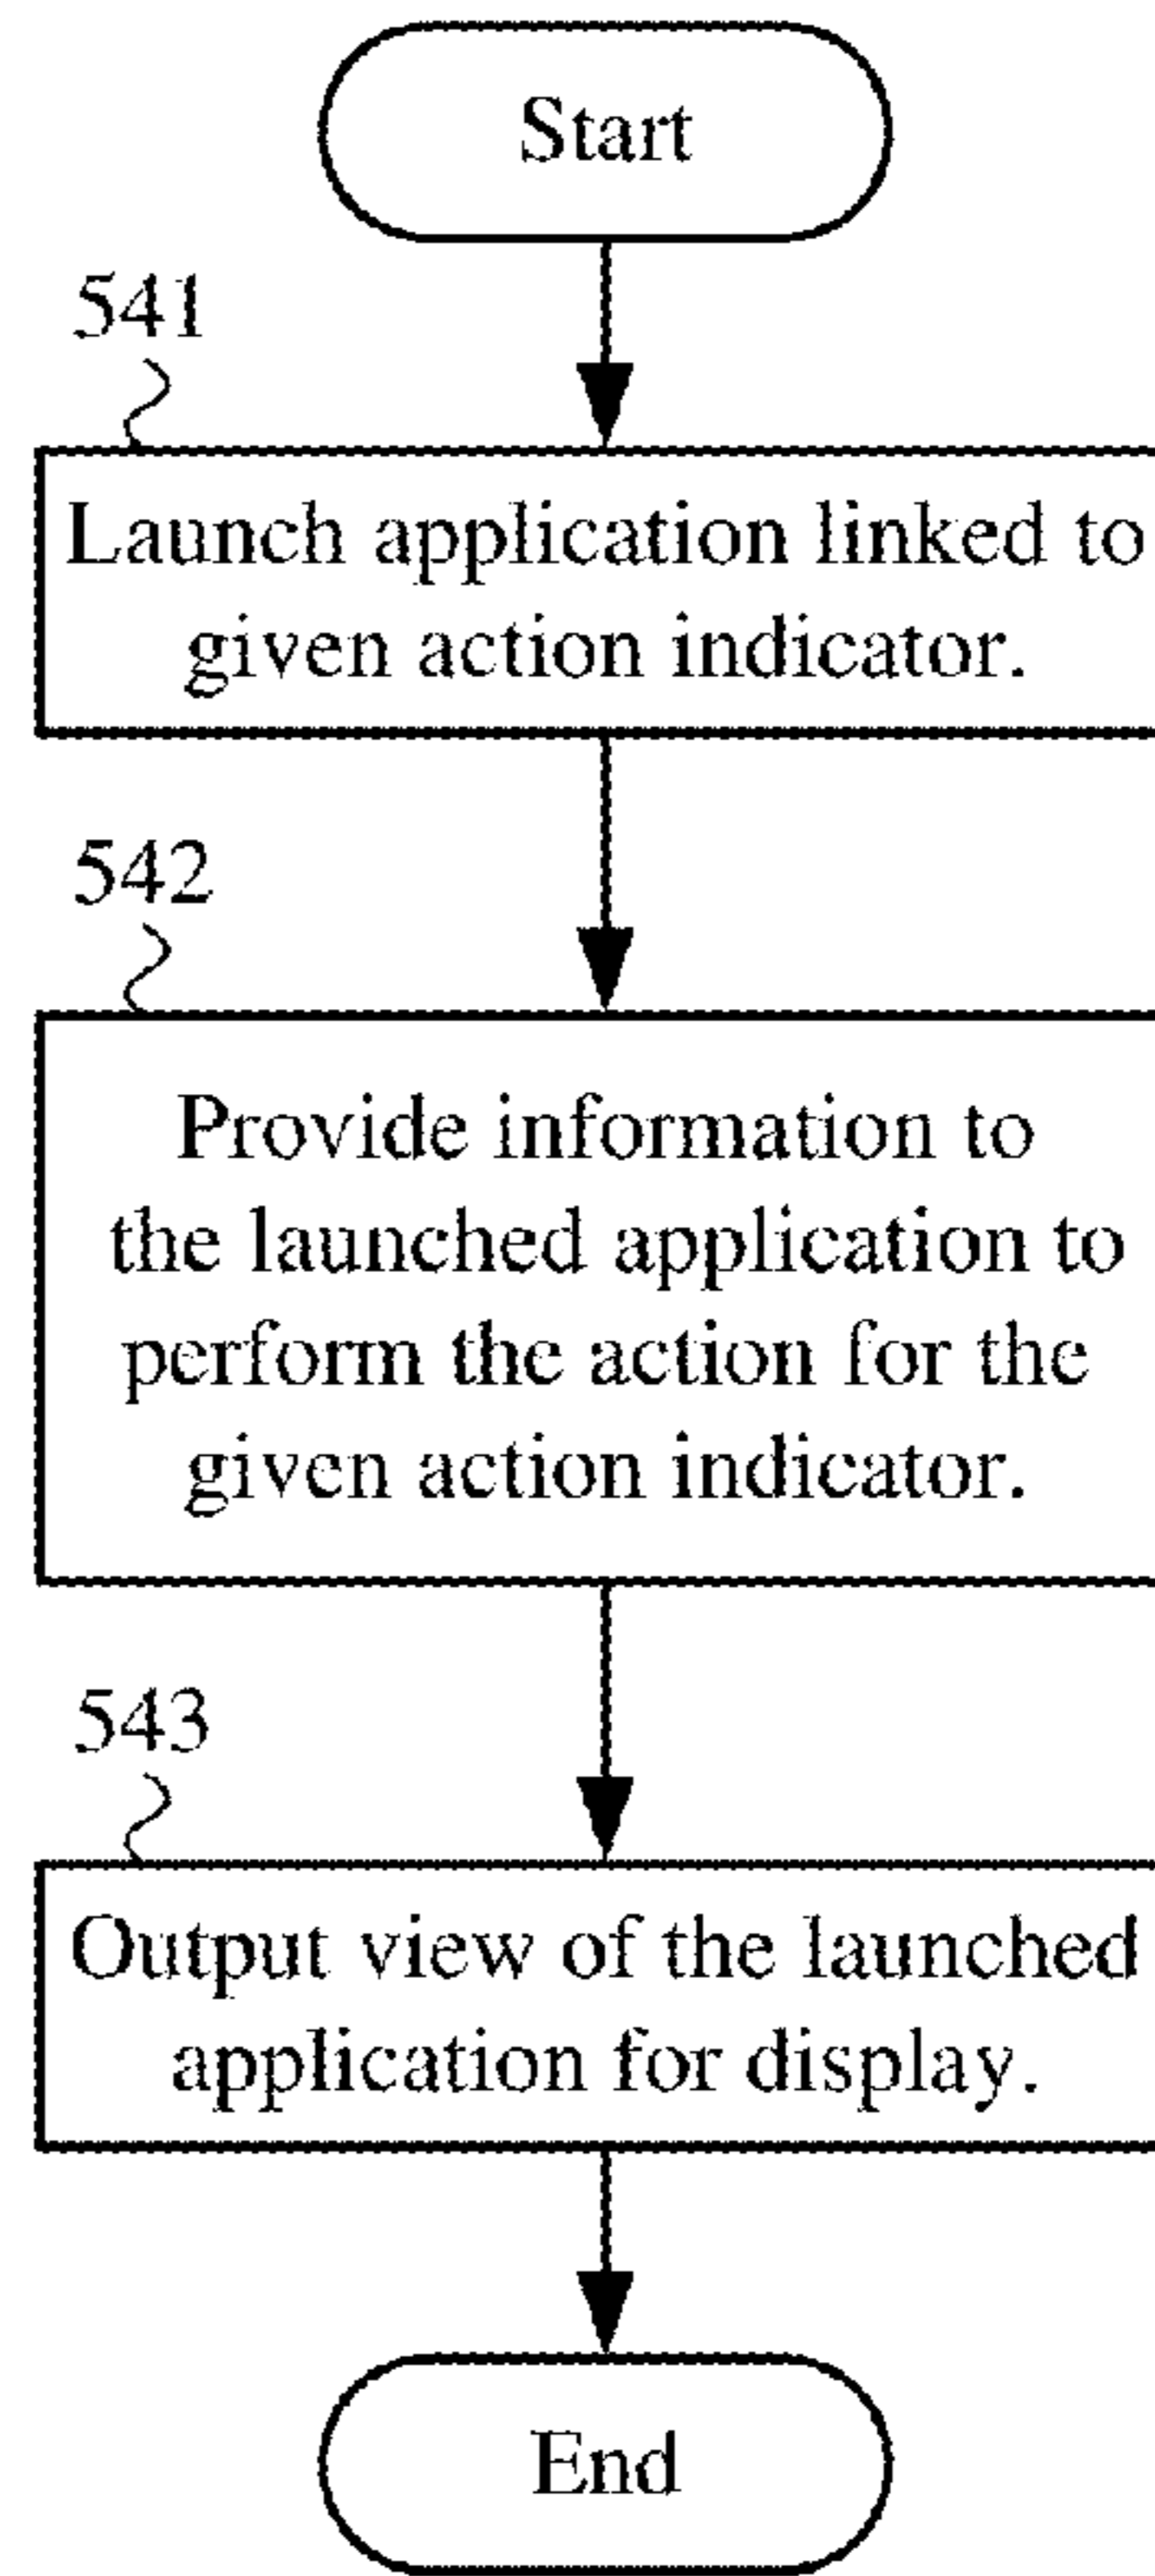 Start
541
Launch application linked to
given action indicator.
542
Provide information to
the launched application to
perform the action for the
given action indicator.
543
Output view of the launched
application for display.
End